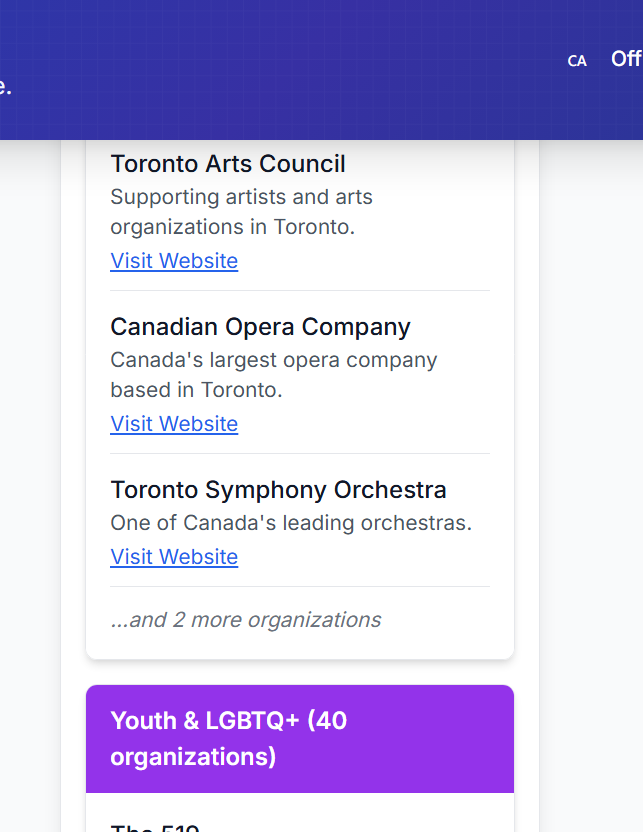 CA Off
e.
Toronto Arts Council
Supporting artists and arts
organizations in Toronto.
Visit Website
Canadian Opera Company
Canada's largest opera company
based in Toronto.
Visit Website
Toronto Symphony Orchestra
One of Canada's leading orchestras.
Visit Website
...and 2 more organizations
Youth & LGBTQ+ (40
organizations)
The 519